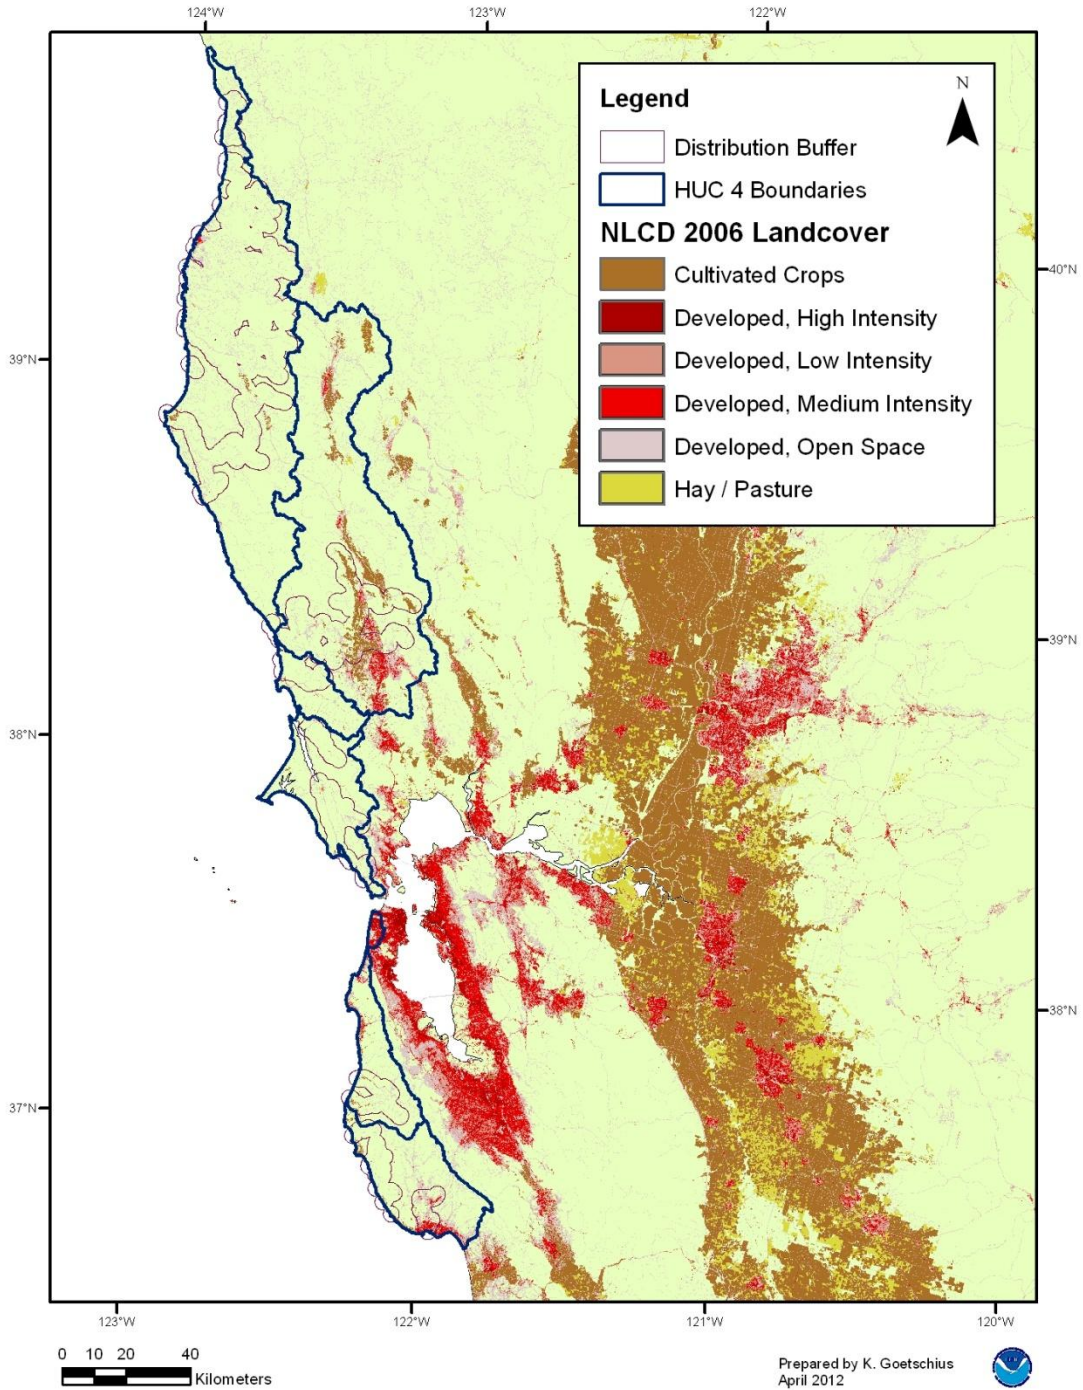 124°W 123°W 122°W
N
Legend
Distribution Buffer
HUC 4 Boundaries
NLCD 2006 Landcover
Cultivated Crops
Developed, High Intensity
Developed, Low Intensity
Developed, Medium Intensity
Developed, Open Space
Hay / Pasture
40°N
39°N
39°N
38°N
38°N
37°N
123°W 122°W 121°W 120°W
0 10 20 40
Kilometers
Prepared by K. Goetschius
April 2012